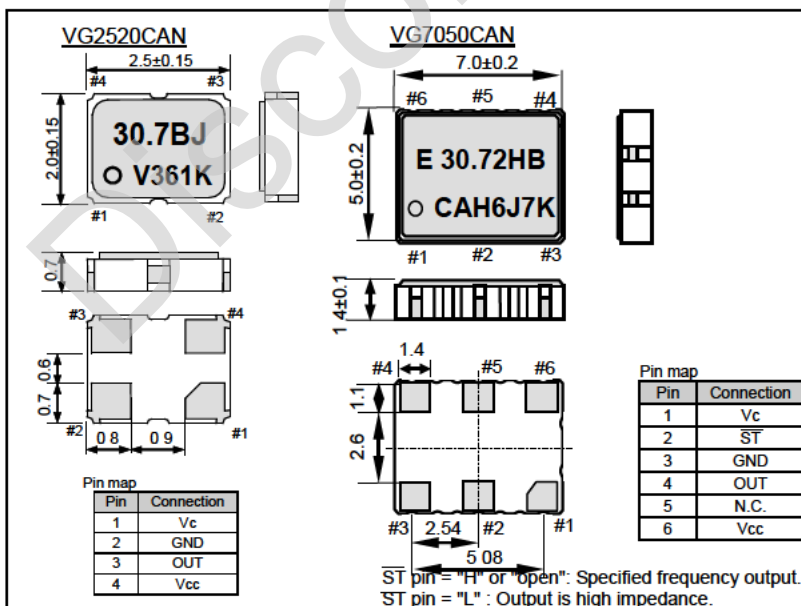 VG2520CAN
2.5±0.15
#4
#3
2.0±0.15
30.7BJ
V361K
#1
#2
0.7
#3
#4
0.6
0.7
#2
#1
0 8
0 9
Pin map
Pin Connection
1 Vc
2 GND
3 OUT
4 Vcc
VG7050CAN
7.0±0.2
#6
#5
#4
5.0±0.2
E 30.72HB
CAH6J7K
#1
#2
#3
1 4±0.1
#4
1.4
#5
#6
1.1
2.6
#3
2.54
#2
#1
5 08
Pin map
Pin Connection
1 Vc
2 S̅T̅
3 GND
4 OUT
5 N.C.
6 Vcc
S̅T̅ pin = "H" or "open": Specified frequency output.
S̅T̅ pin = "L" : Output is high impedance.
Disco